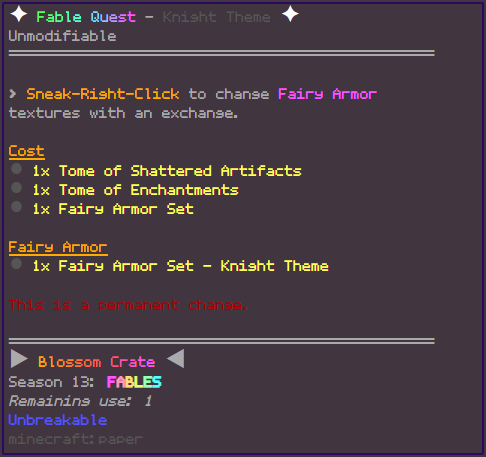 ✦ Fable Quest - Knight Theme ✦
Unmodifiable
> Sneak-Right-Click to change Fairy Armor
textures with an exchange.
Cost
● 1x Tome of Shattered Artifacts
● 1x Tome of Enchantments
● 1x Fairy Armor Set
Fairy Armor
● 1x Fairy Armor Set - Knight Theme
This is a permanent change.
▶ Blossom Crate ◀
Season 13: FABLES
Remaining use: 1
Unbreakable
minecraft:paper